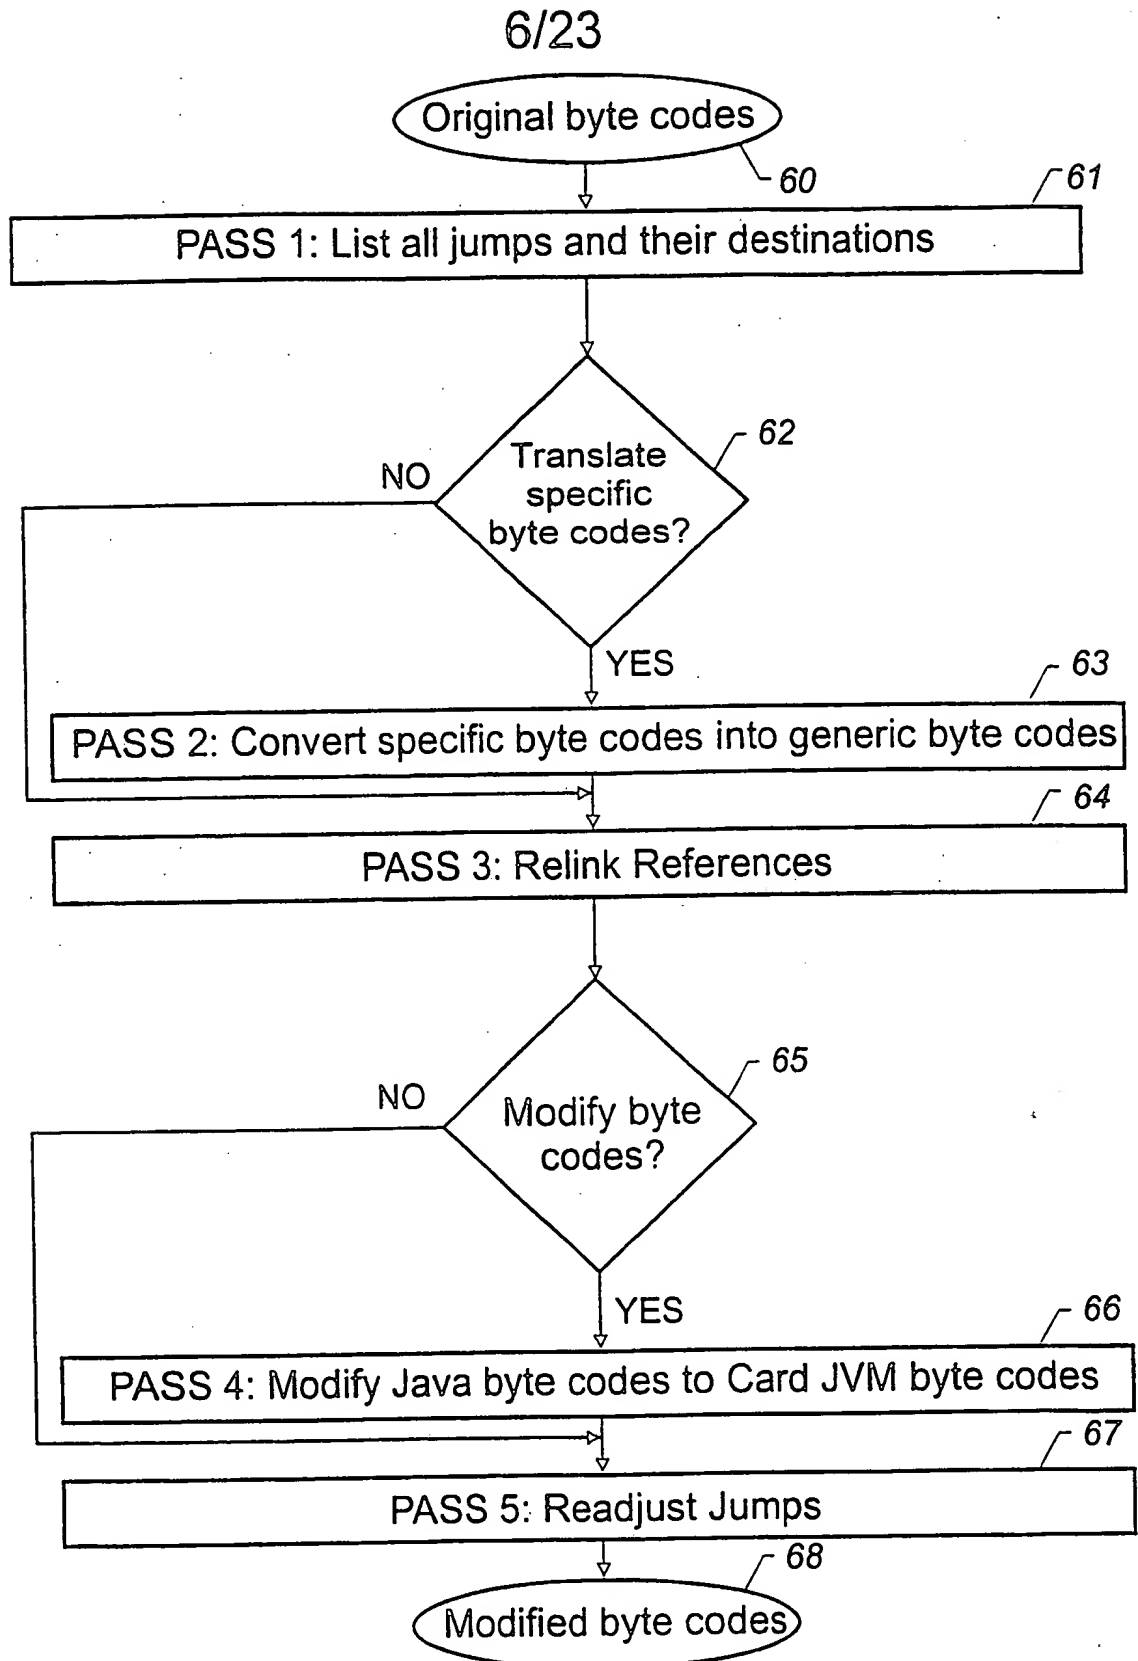 6/23
Original byte codes
60
61
PASS 1: List all jumps and their destinations
62
Translate
specific
byte codes?
NO
YES
63
PASS 2: Convert specific byte codes into generic byte codes
64
PASS 3: Relink References
65
NO
Modify byte
codes?
YES
66
PASS 4: Modify Java byte codes to Card JVM byte codes
67
PASS 5: Readjust Jumps
68
Modified byte codes